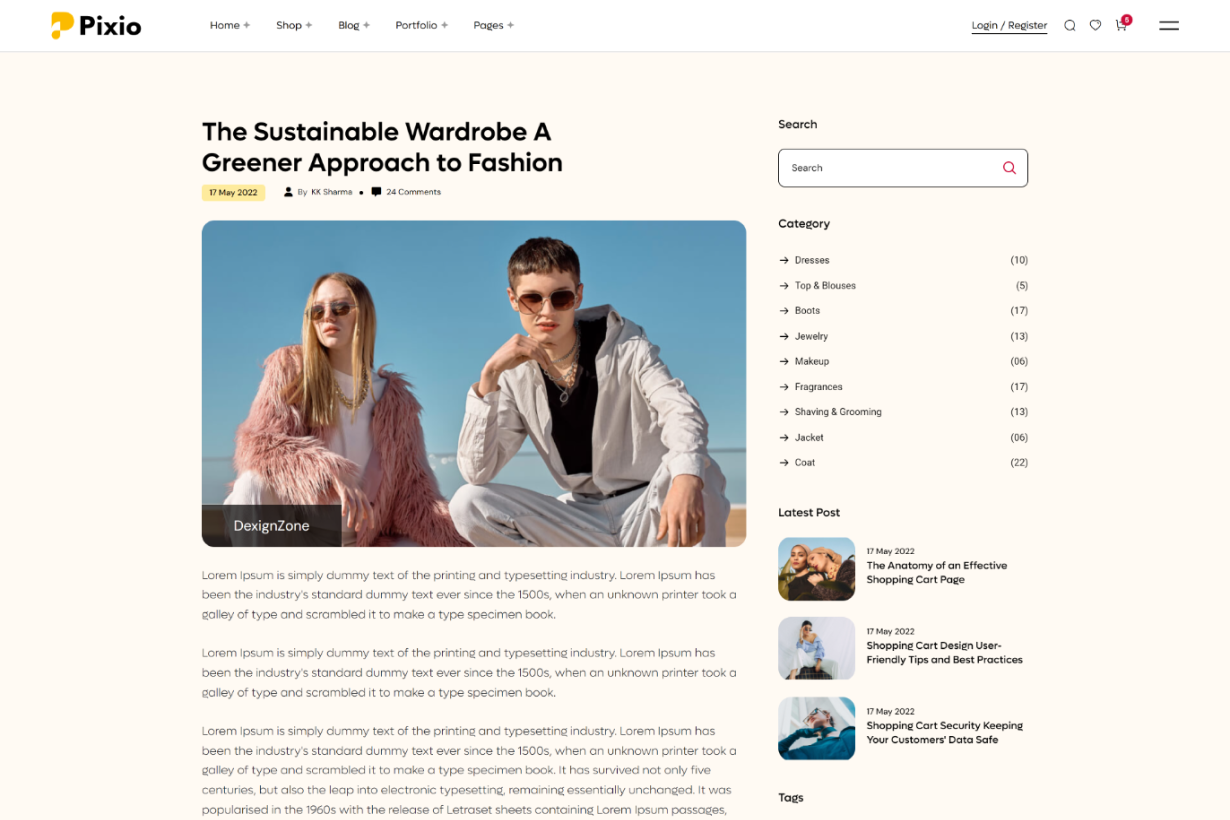 Pixio
Home + Shop + Blog + Portfolio + Pages +
Login / Register
5
The Sustainable Wardrobe A
Greener Approach to Fashion
17 May 2022 By KK Sharma • 24 Comments
DexignZone
Lorem Ipsum is simply dummy text of the printing and typesetting industry. Lorem Ipsum has
been the industry's standard dummy text ever since the 1500s, when an unknown printer took a
galley of type and scrambled it to make a type specimen book.
Lorem Ipsum is simply dummy text of the printing and typesetting industry. Lorem Ipsum has
been the industry's standard dummy text ever since the 1500s, when an unknown printer took a
galley of type and scrambled it to make a type specimen book.
Lorem Ipsum is simply dummy text of the printing and typesetting industry. Lorem Ipsum has
been the industry's standard dummy text ever since the 1500s, when an unknown printer took a
galley of type and scrambled it to make a type specimen book. It has survived not only five
centuries, but also the leap into electronic typesetting, remaining essentially unchanged. It was
popularised in the 1960s with the release of Letraset sheets containing Lorem Ipsum passages,
Search
Search
Category
→ Dresses (10)
→ Top & Blouses (5)
→ Boots (17)
→ Jewelry (13)
→ Makeup (06)
→ Fragrances (17)
→ Shaving & Grooming (13)
→ Jacket (06)
→ Coat (22)
Latest Post
17 May 2022
The Anatomy of an Effective
Shopping Cart Page
17 May 2022
Shopping Cart Design User-
Friendly Tips and Best Practices
17 May 2022
Shopping Cart Security Keeping
Your Customers' Data Safe
Tags